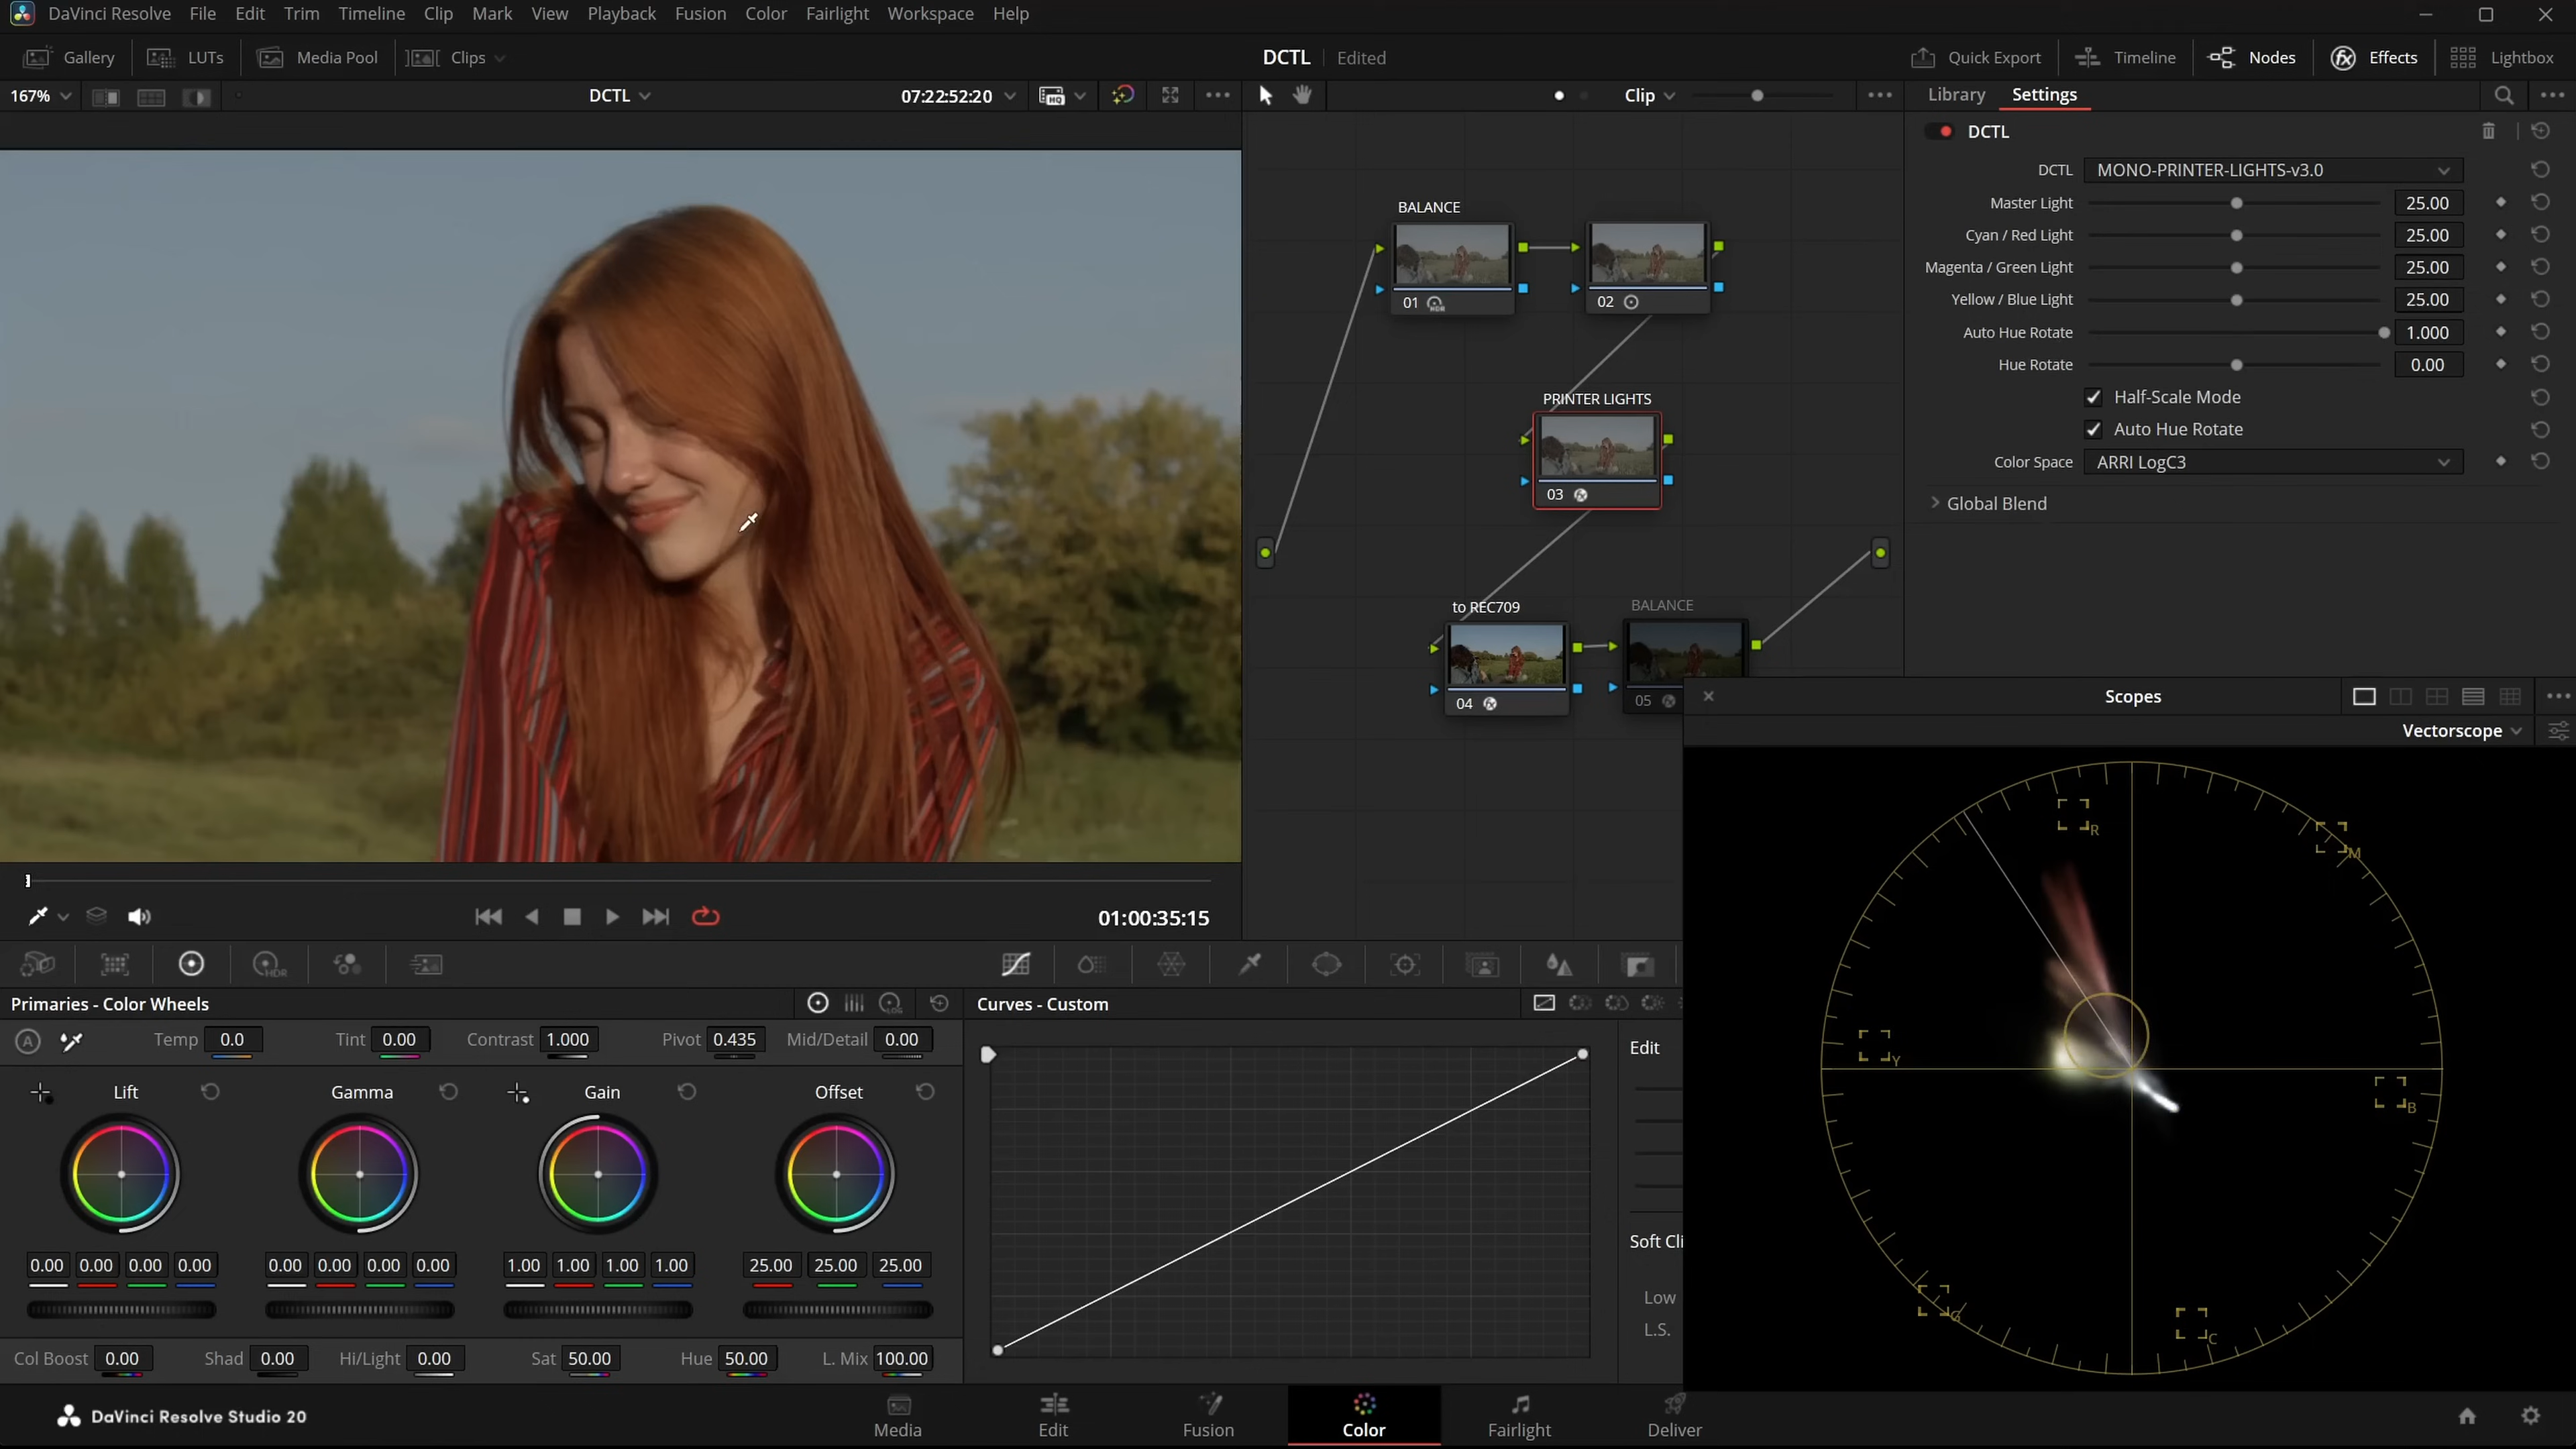 DaVinci Resolve File Edit Trim Timeline Clip Mark View Playback Fusion Color Fairlight Workspace Help
Gallery LUTs Media Pool Clips DCTL Edited Quick Export Timeline Nodes Effects Lightbox
167% DCTL 07:22:52:20 HQ Clip Library Settings
DCTL
DCTL MONO-PRINTER-LIGHTS-v3.0
Master Light 25.00
Cyan / Red Light 25.00
Magenta / Green Light 25.00
Yellow / Blue Light 25.00
Auto Hue Rotate 1.000
Hue Rotate 0.00
Half-Scale Mode
Auto Hue Rotate
Color Space ARRI LogC3
Global Blend
BALANCE
01 HDR 02
PRINTER LIGHTS
03
to REC709 BALANCE
04 05
Scopes
Vectorscope
R
M
Y
B
G
C
01:00:35:15
HDR
Primaries - Color Wheels LOG Curves - Custom
A Temp 0.0 Tint 0.00 Contrast 1.000 Pivot 0.435 Mid/Detail 0.00 Edit
Lift Gamma Gain Offset
0.00 0.00 0.00 0.00 0.00 0.00 0.00 0.00 1.00 1.00 1.00 1.00 25.00 25.00 25.00
Soft Cli
Low
L.S.
Col Boost 0.00 Shad 0.00 Hi/Light 0.00 Sat 50.00 Hue 50.00 L. Mix 100.00
DaVinci Resolve Studio 20 Media Edit Fusion Color Fairlight Deliver